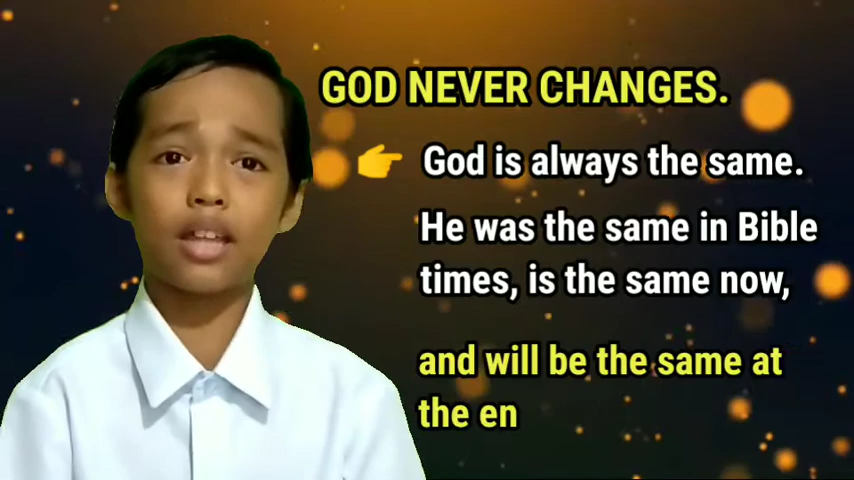 GOD NEVER CHANGES.
God is always the same.
He was the same in Bible
times, is the same now,
and will be the same at
the en